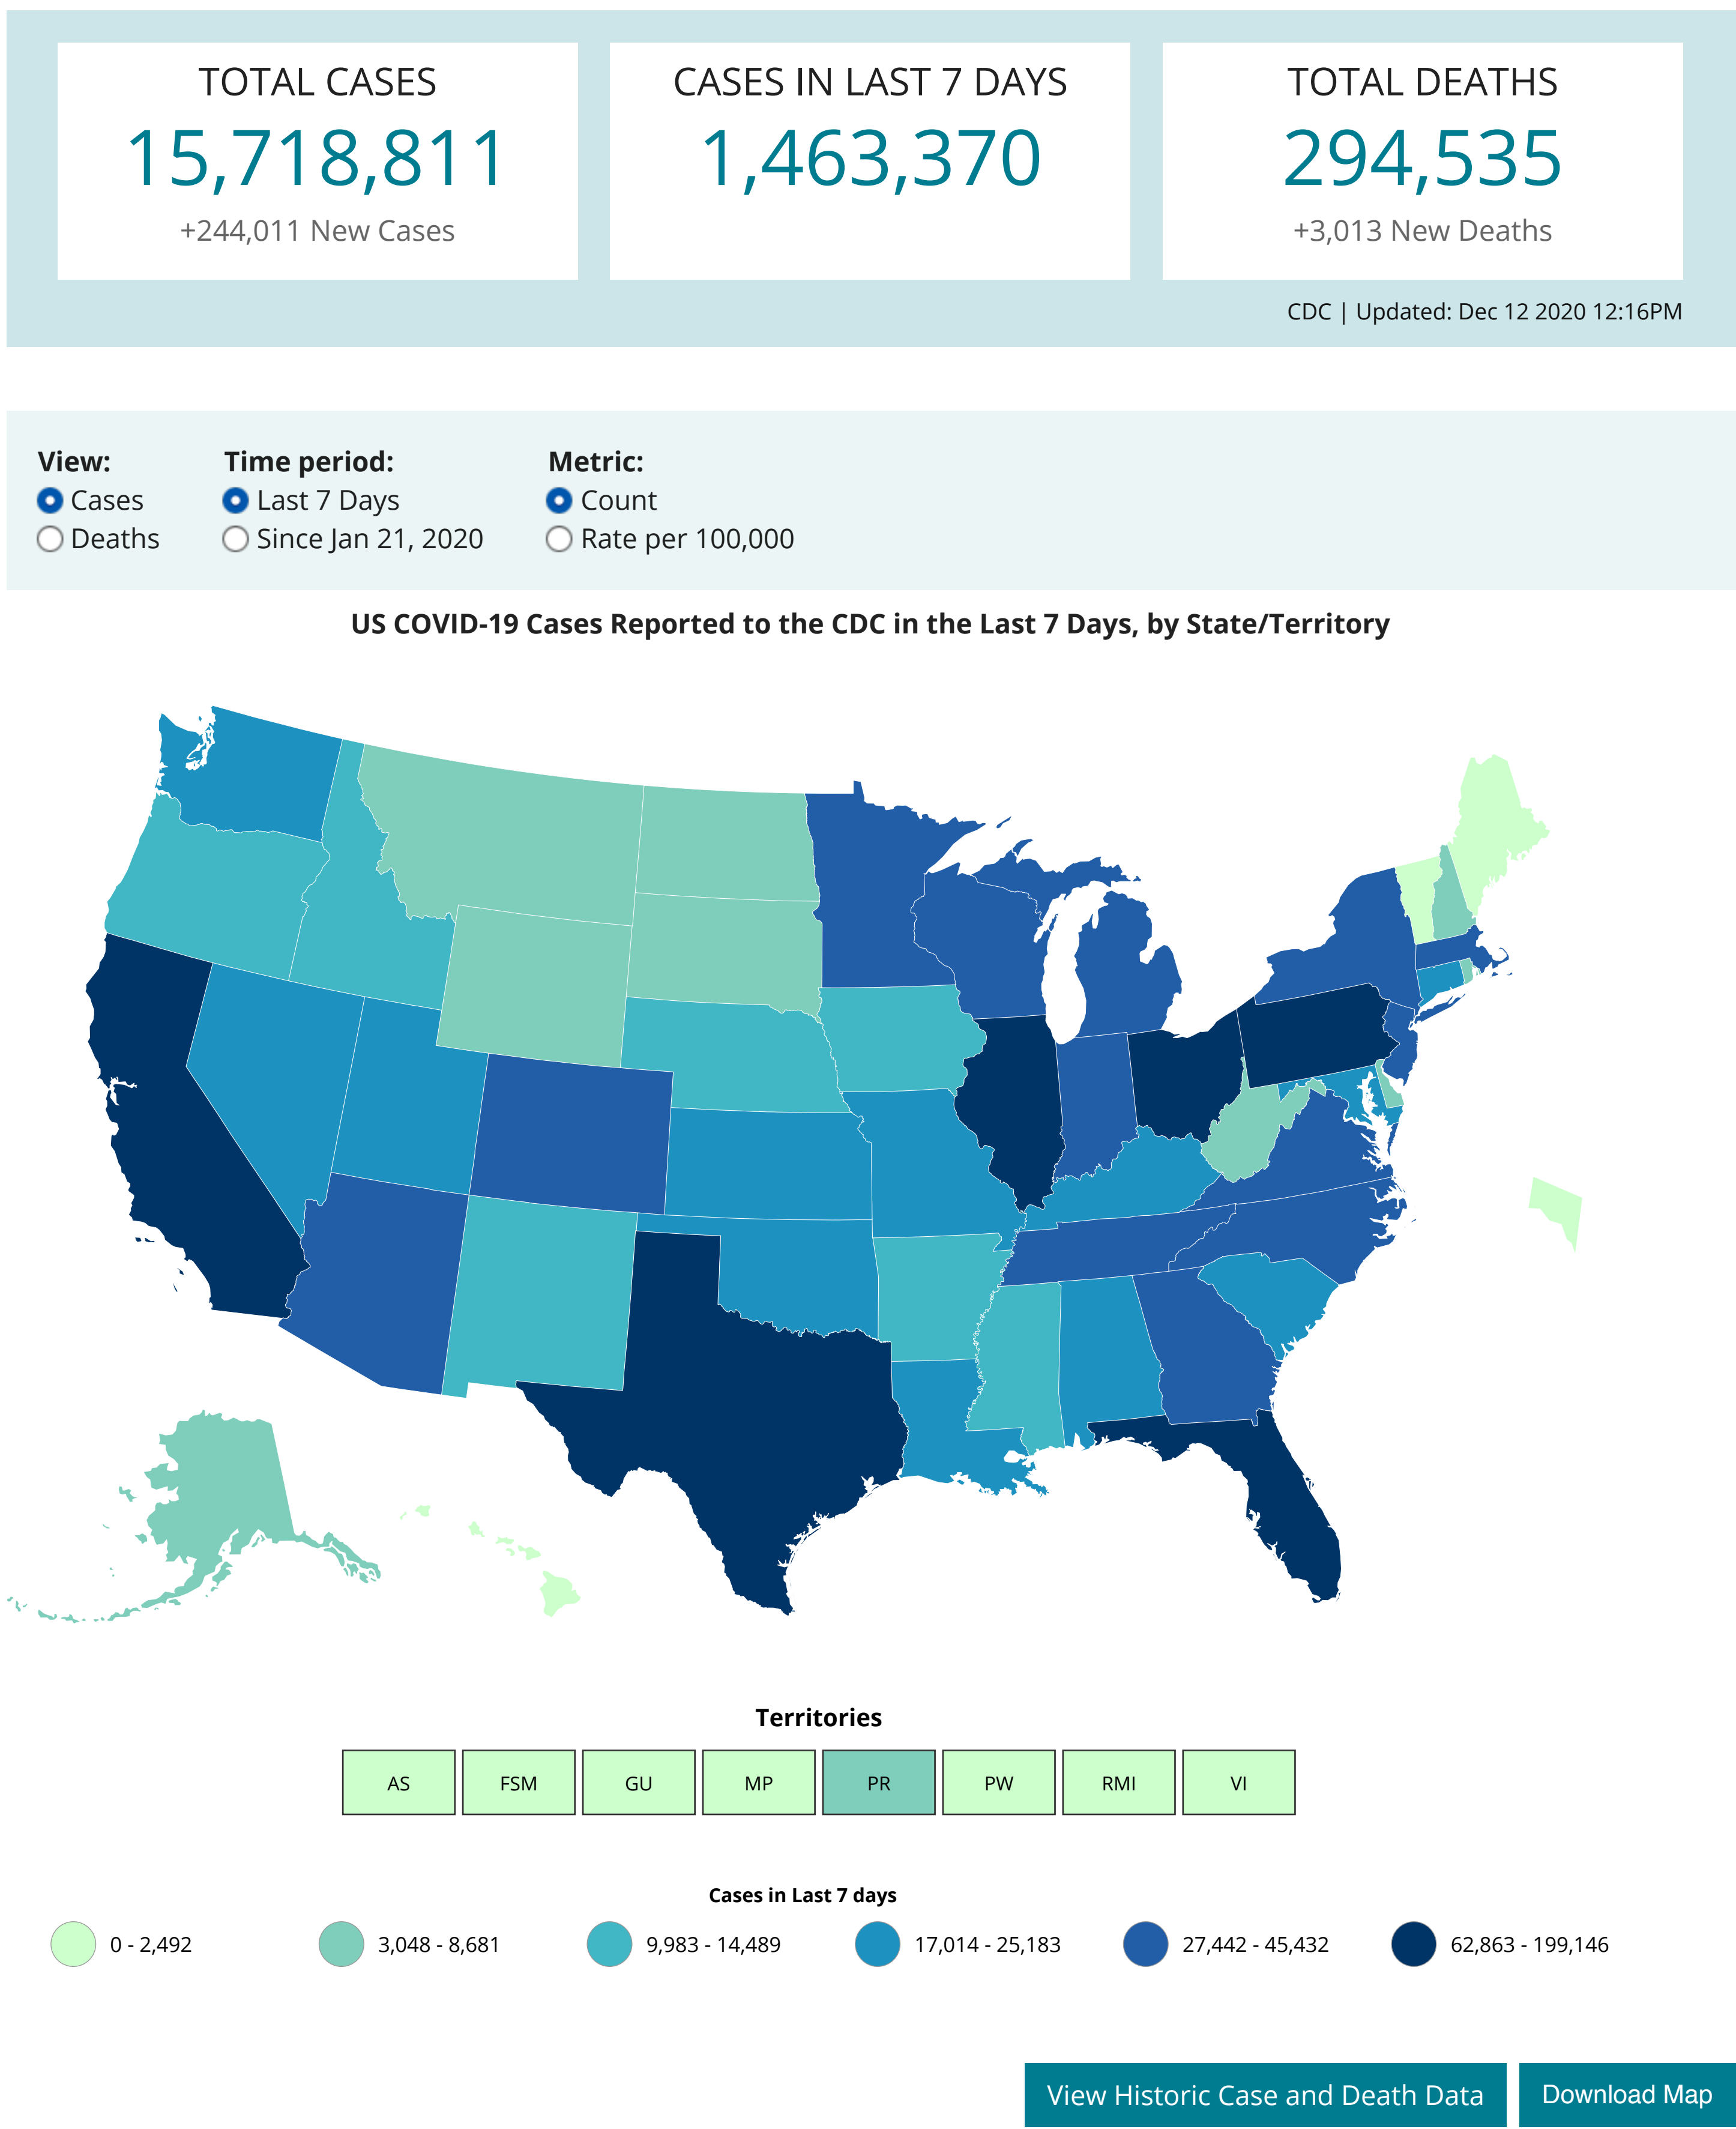 TOTAL CASES
15,718,811
+244,011 New Cases
CASES IN LAST 7 DAYS
1,463,370
TOTAL DEATHS
294,535
+3,013 New Deaths
CDC | Updated: Dec 12 2020 12:16PM
View:
Cases
Deaths
Time period:
Last 7 Days
Since Jan 21, 2020
Metric:
Count
Rate per 100,000
US COVID-19 Cases Reported to the CDC in the Last 7 Days, by State/Territory
Territories
AS FSM GU MP PR PW RMI VI
Cases in Last 7 days
0 - 2,492 3,048 - 8,681 9,983 - 14,489 17,014 - 25,183 27,442 - 45,432 62,863 - 199,146
View Historic Case and Death Data Download Map